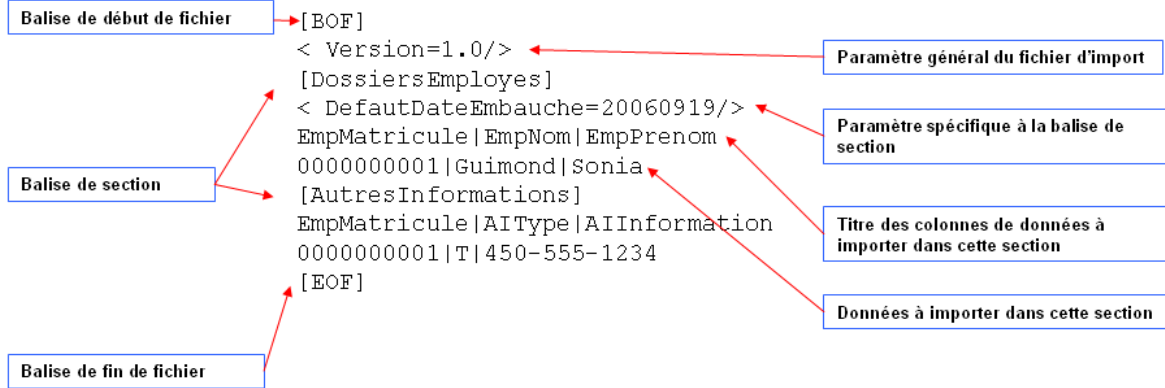 Balise de début de fichier
[BOF]
< Version=1.0/>
Paramètre général du fichier d'import
[DossiersEmployes]
< DefautDateEmbauche=20060919/>
Paramètre spécifique à la balise de
section
EmpMatricule|EmpNom|EmpPrenom
0000000001|Guimond|Sonia
Balise de section
[AutresInformations]
EmpMatricule|AIType|AIInformation
Titre des colonnes de données à
importer dans cette section
0000000001|T|450-555-1234
[EOF]
Données à importer dans cette section
Balise de fin de fichier